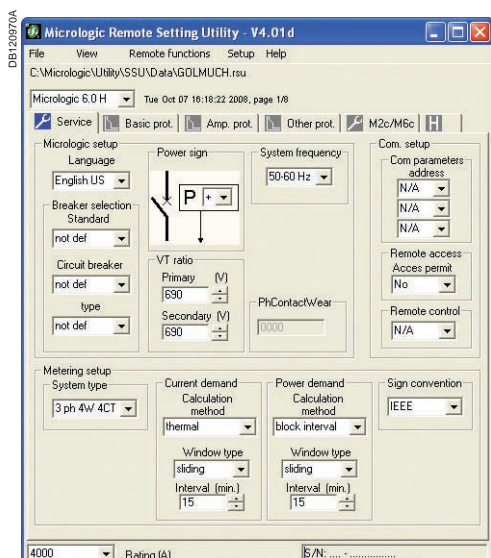 DB120970A
Micrologic Remote Setting Utility - V4.01d
File View Remote functions Setup Help
C:\Micrologic\Utility\SSU\Data\GOLMUCH.rsu
Micrologic 6.0 H Tue Oct 07 16:18:22 2008, page 1/8
Service Basic prot. Amp. prot. Other prot. M2c/M6c H
Micrologic setup
Language
English US
Breaker selection
Standard
not def
Circuit breaker
not def
type
not def
Power sign
P +
VT ratio
Primary (V)
690
Secondary (V)
690
System frequency
50-60 Hz
PhContactWear
0000
Com. setup
Com parameters
address
N/A
N/A
N/A
Remote access
Acces permit
No
Remote control
N/A
Metering setup
System type
3 ph 4W 4CT
Current demand
Calculation
method
thermal
Window type
sliding
Interval (min.)
15
Power demand
Calculation
method
block interval
Window type
sliding
Interval (min.)
15
Sign convention
IEEE
4000 Rating (A) S/N: .... - ................